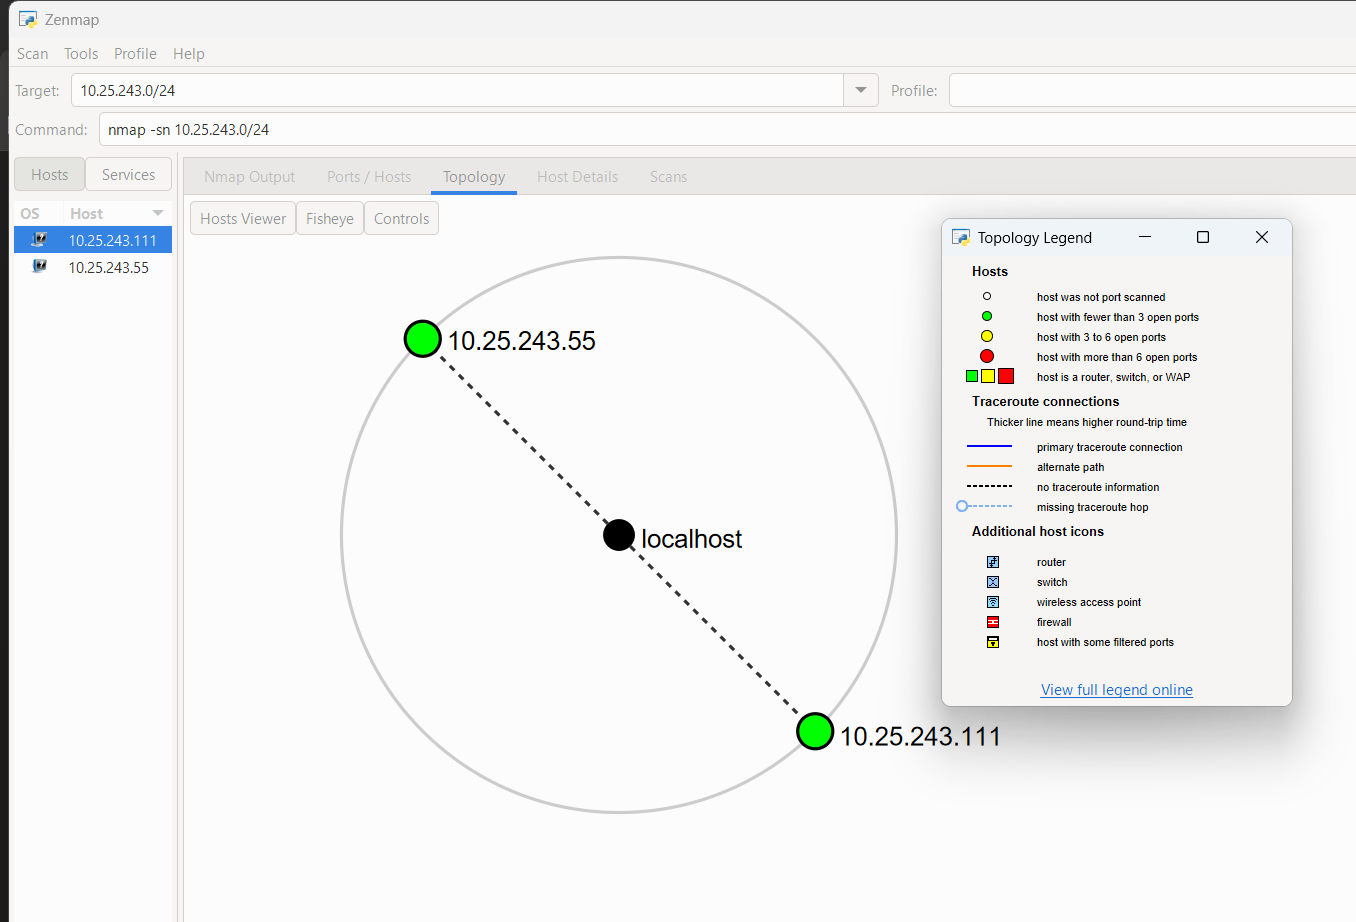 Zenmap
Scan Tools Profile Help
Target: 10.25.243.0/24 Profile:
Command: nmap -sn 10.25.243.0/24
Hosts Services
OS Host
10.25.243.111
10.25.243.55
Nmap Output Ports / Hosts Topology Host Details Scans
Hosts Viewer Fisheye Controls
10.25.243.55
localhost
10.25.243.111
Topology Legend
Hosts
host was not port scanned
host with fewer than 3 open ports
host with 3 to 6 open ports
host with more than 6 open ports
host is a router, switch, or WAP
Traceroute connections
Thicker line means higher round-trip time
primary traceroute connection
alternate path
no traceroute information
missing traceroute hop
Additional host icons
router
switch
wireless access point
firewall
host with some filtered ports
View full legend online